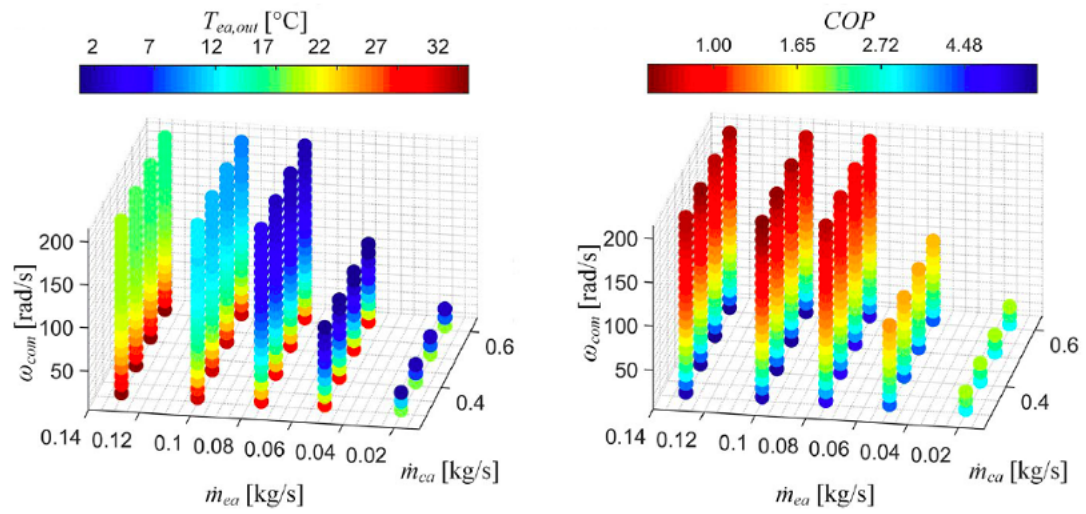 T_ea,out [°C]
2 7 12 17 22 27 32
200
150
100
50
ω_com [rad/s]
0.14 0.12 0.1 0.08 0.06 0.04 0.02
ṁ_ea [kg/s]
0.4 0.6
ṁ_ca [kg/s]
COP
1.00 1.65 2.72 4.48
200
150
100
50
ω_com [rad/s]
0.14 0.12 0.1 0.08 0.06 0.04 0.02
ṁ_ea [kg/s]
0.4 0.6
ṁ_ca [kg/s]